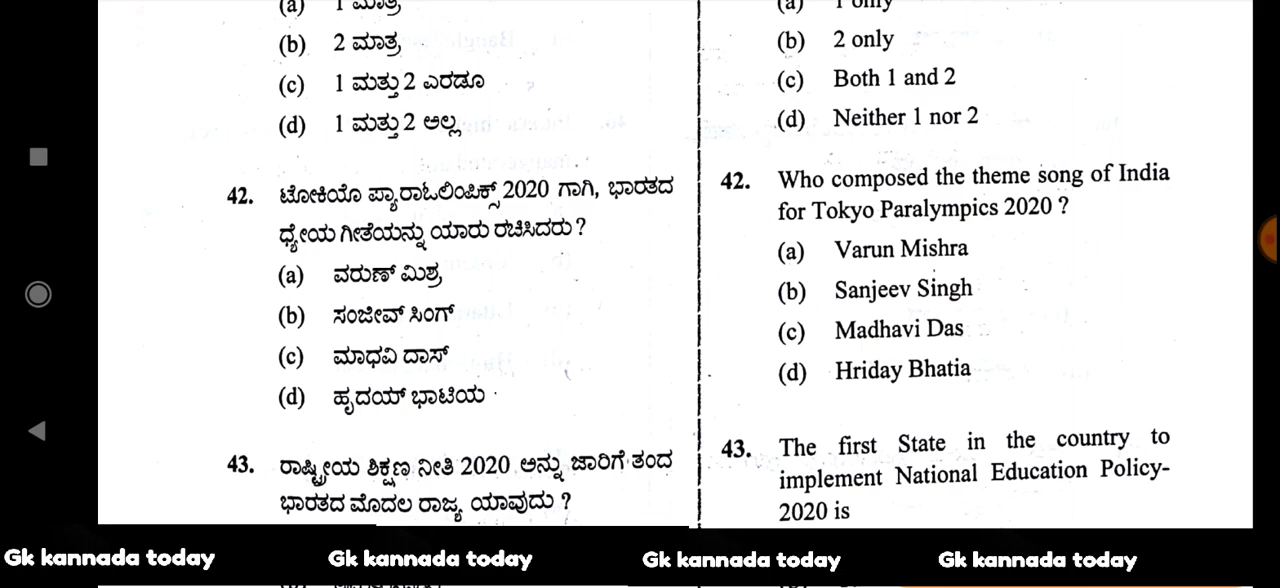 (a) 1 ಮಾತ್ರ
(b) 2 ಮಾತ್ರ
(c) 1 ಮತ್ತು 2 ಎರಡೂ
(d) 1 ಮತ್ತು 2 ಅಲ್ಲ
42. ಟೋಕಿಯೊ ಪ್ಯಾರಾಓಲಿಂಪಿಕ್ಸ್ 2020 ಗಾಗಿ, ಭಾರತದ
ಧ್ಯೇಯ ಗೀತೆಯನ್ನು ಯಾರು ರಚಿಸಿದರು ?
(a) ವರುಣ್ ಮಿಶ್ರ
(b) ಸಂಜೀವ್ ಸಿಂಗ್
(c) ಮಾಧವಿ ದಾಸ್
(d) ಹೃದಯ್ ಭಾಟಿಯ
43. ರಾಷ್ಟ್ರೀಯ ಶಿಕ್ಷಣ ನೀತಿ 2020 ಅನ್ನು ಜಾರಿಗೆ ತಂದ
ಭಾರತದ ಮೊದಲ ರಾಜ್ಯ ಯಾವುದು ?
(a) 1 only
(b) 2 only
(c) Both 1 and 2
(d) Neither 1 nor 2
42. Who composed the theme song of India
for Tokyo Paralympics 2020 ?
(a) Varun Mishra
(b) Sanjeev Singh
(c) Madhavi Das
(d) Hriday Bhatia
43. The first State in the country to
implement National Education Policy-
2020 is
Gk kannada today Gk kannada today Gk kannada today Gk kannada today